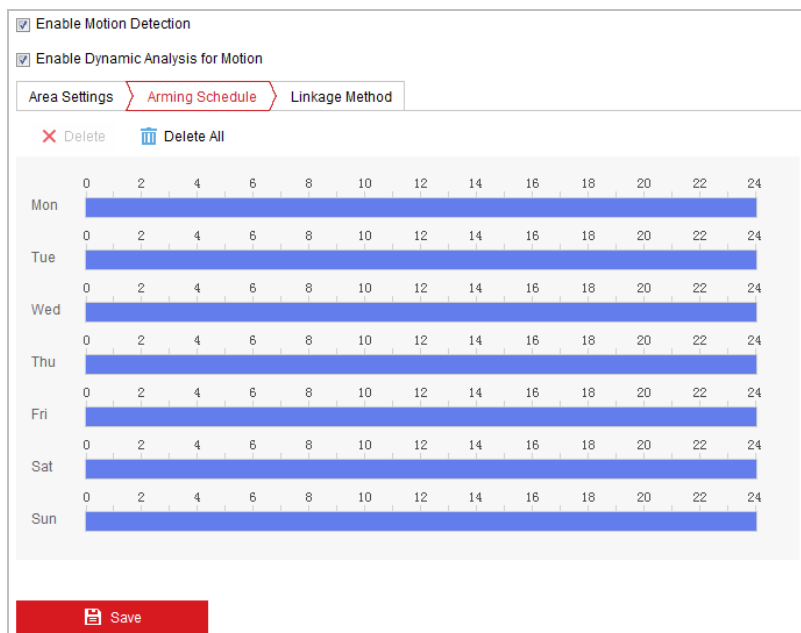 Enable Motion Detection
Enable Dynamic Analysis for Motion
Area Settings Arming Schedule Linkage Method
Delete Delete All
0 2 4 6 8 10 12 14 16 18 20 22 24
Mon
0 2 4 6 8 10 12 14 16 18 20 22 24
Tue
0 2 4 6 8 10 12 14 16 18 20 22 24
Wed
0 2 4 6 8 10 12 14 16 18 20 22 24
Thu
0 2 4 6 8 10 12 14 16 18 20 22 24
Fri
0 2 4 6 8 10 12 14 16 18 20 22 24
Sat
0 2 4 6 8 10 12 14 16 18 20 22 24
Sun
Save